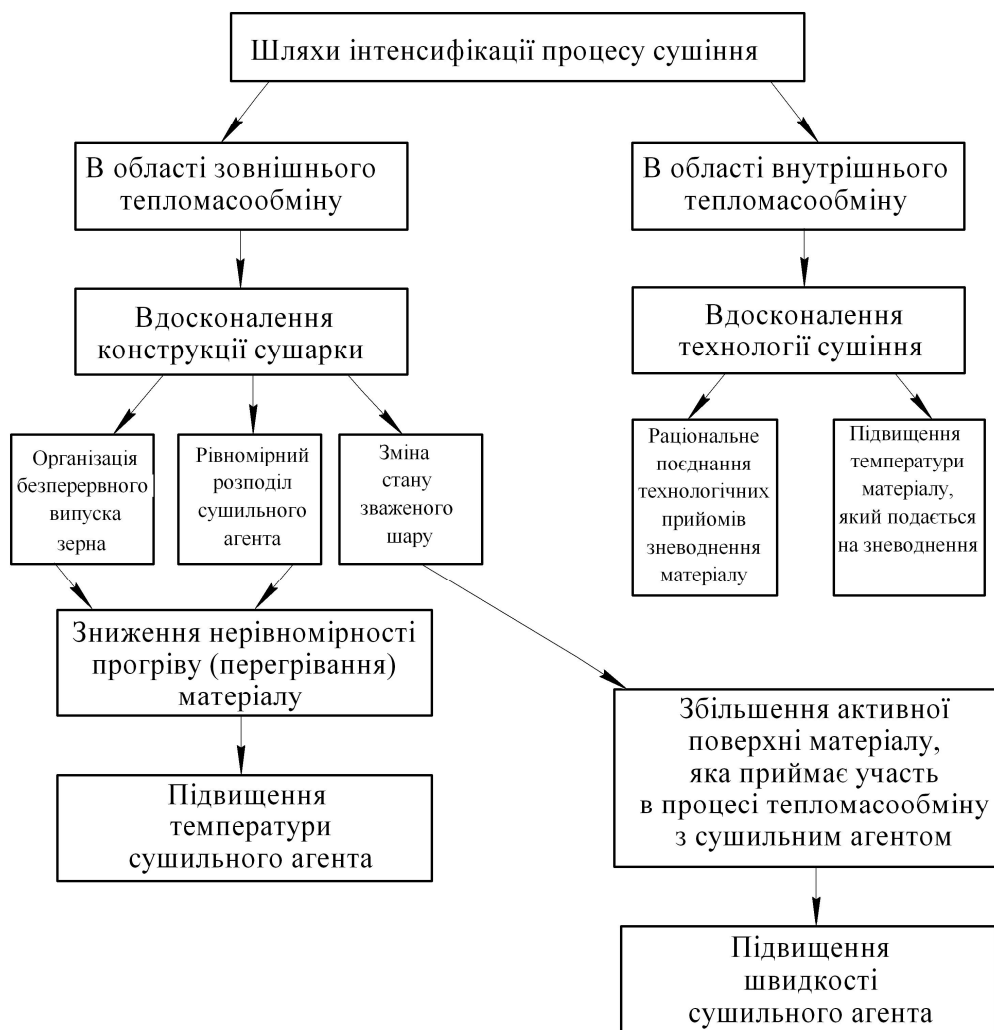 Шляхи інтенсифікації процесу сушіння
В області зовнішнього
тепломасообміну
В області внутрішнього
тепломасообміну
Вдосконалення
конструкції сушарки
Вдосконалення
технології сушіння
Організація
безперервного
випуска
зерна
Рівномірний
розподіл
сушильного
агента
Зміна
стану
зваженого
шару
Раціональне
поєднання
технологічних
прийомів
зневоднення
матеріалу
Підвищення
температури
матеріалу,
який подається
на зневоднення
Зниження нерівномірності
прогріву (перегрівання)
матеріалу
Збільшення активної
поверхні матеріалу,
яка приймає участь
в процесі тепломасообміну
з сушильним агентом
Підвищення
температури
сушильного агента
Підвищення
швидкості
сушильного агента